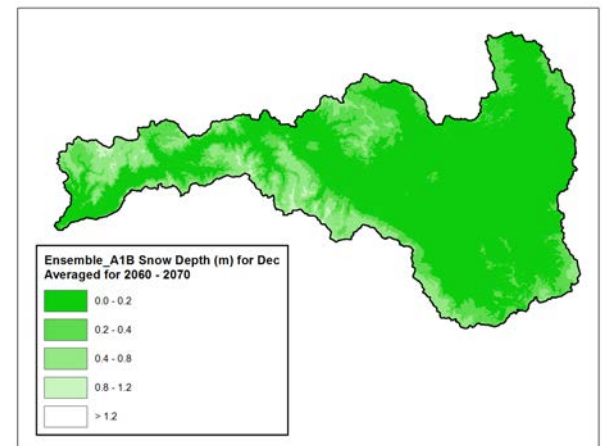 Ensemble_A1B Snow Depth (m) for Dec
Averaged for 2060 - 2070
0.0 - 0.2
0.2 - 0.4
0.4 - 0.8
0.8 - 1.2
> 1.2